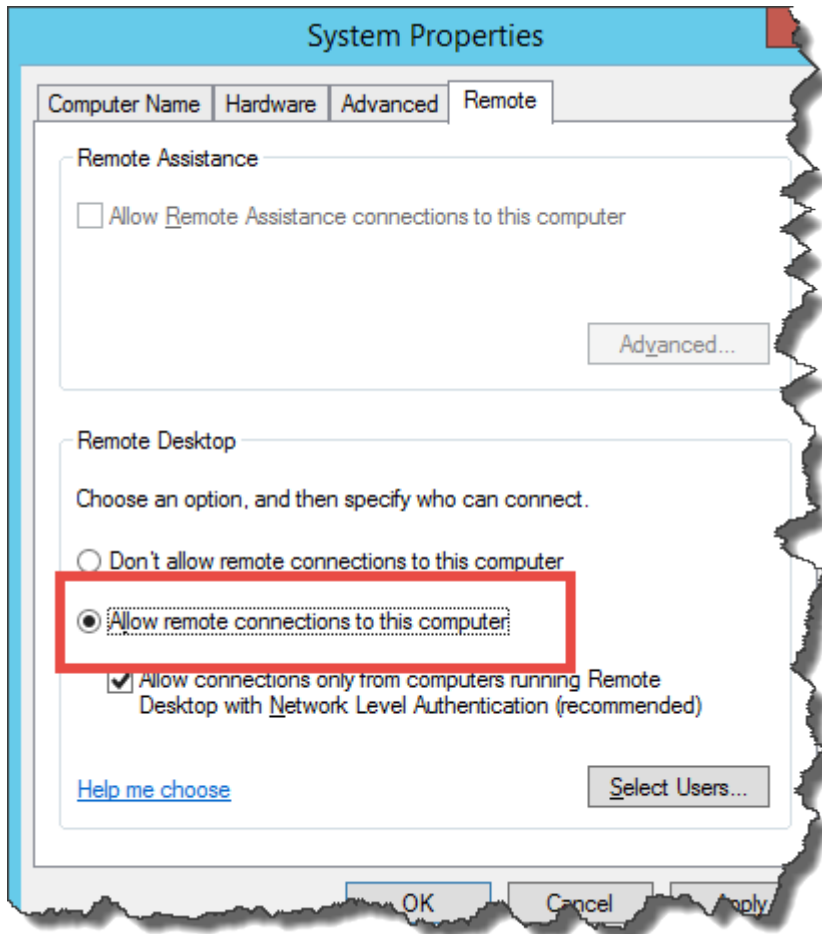 System Properties
Computer Name Hardware Advanced Remote
Remote Assistance
Allow Remote Assistance connections to this computer
Advanced...
Remote Desktop
Choose an option, and then specify who can connect.
Don't allow remote connections to this computer
Allow remote connections to this computer
Allow connections only from computers running Remote
Desktop with Network Level Authentication (recommended)
Help me choose
Select Users...
OK Cancel Apply